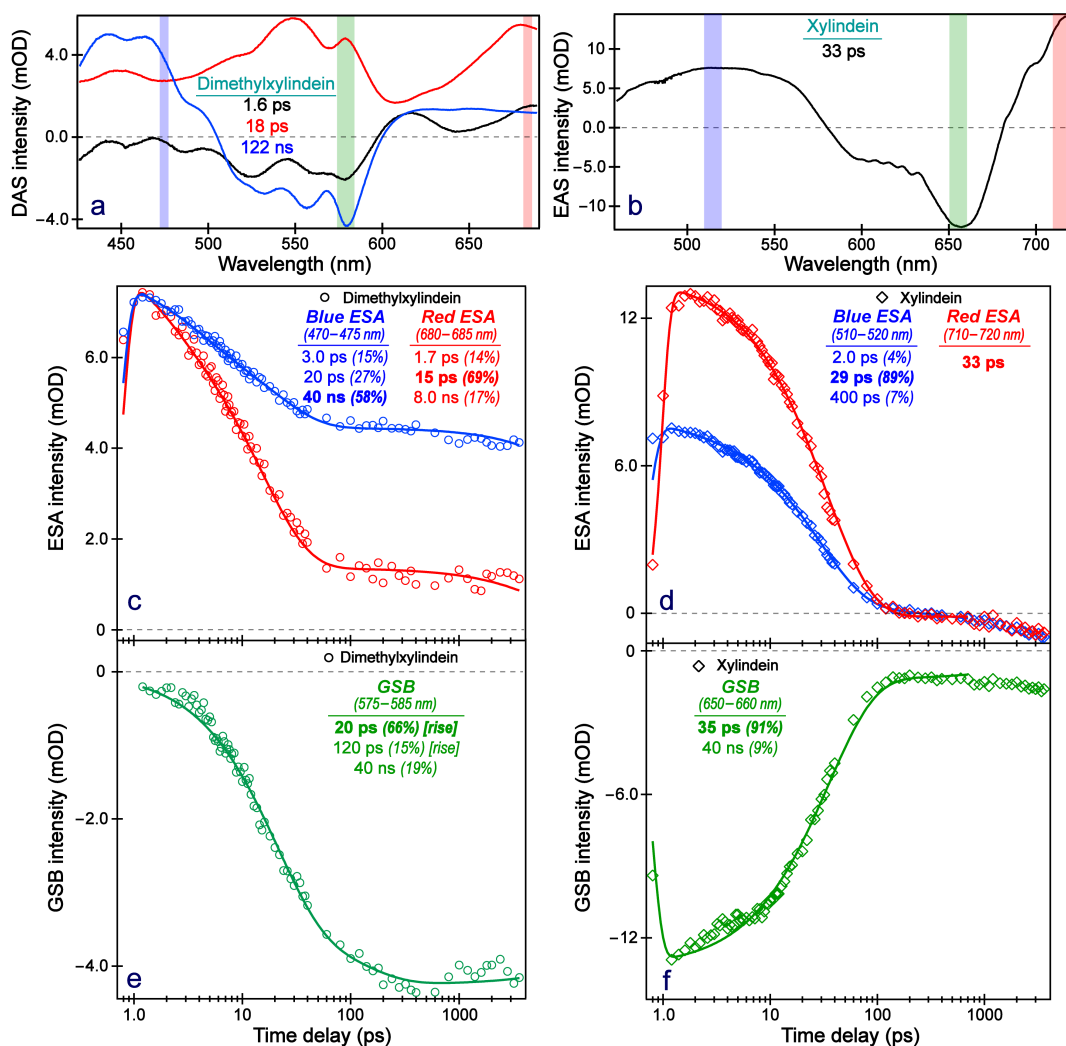 DAS intensity (mOD)
4.0
0.0
−4.0
Dimethylxylindein
1.6 ps
18 ps
122 ns
a
450
500
550
600
650
Wavelength (nm)
EAS intensity (mOD)
10
5.0
0.0
−5.0
−10
Xylindein
33 ps
b
500
550
600
650
700
Wavelength (nm)
ESA intensity (mOD)
6.0
4.0
2.0
0
Dimethylxylindein
Blue ESA
(470−475 nm)
3.0 ps (15%)
20 ps (27%)
40 ns (58%)
Red ESA
(680−685 nm)
1.7 ps (14%)
15 ps (69%)
8.0 ns (17%)
c
ESA intensity (mOD)
12
6.0
0
Xylindein
Blue ESA
(510−520 nm)
2.0 ps (4%)
29 ps (89%)
400 ps (7%)
Red ESA
(710−720 nm)
33 ps
d
GSB intensity (mOD)
0
−2.0
−4.0
Dimethylxylindein
GSB
(575−585 nm)
20 ps (66%) [rise]
120 ps (15%) [rise]
40 ns (19%)
e
1.0
10
100
1000
Time delay (ps)
GSB intensity (mOD)
0
−6.0
−12
Xylindein
GSB
(650−660 nm)
35 ps (91%)
40 ns (9%)
f
1.0
10
100
1000
Time delay (ps)